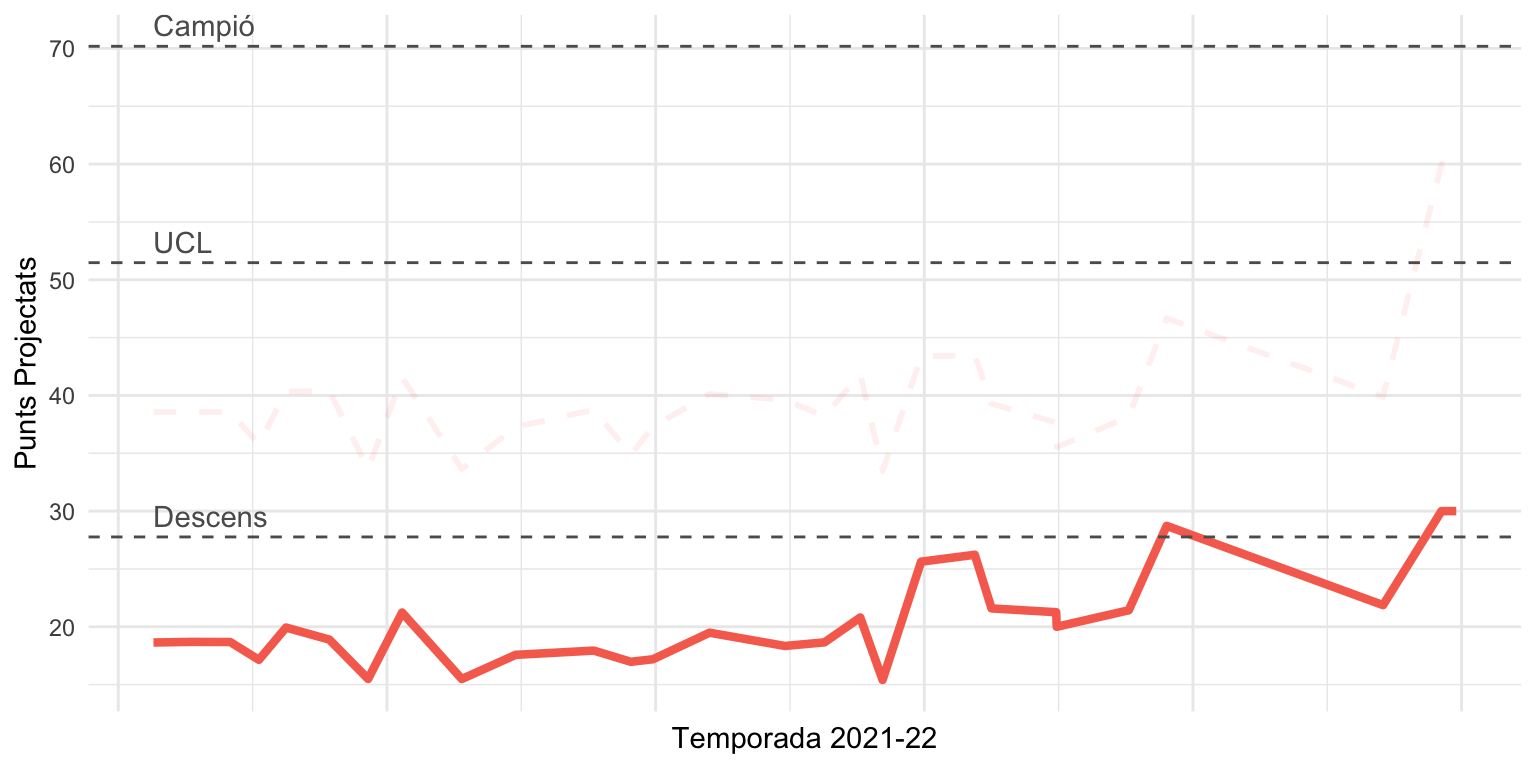 Campió
70
60
UCL
50
40
Descens
30
20
Punts Projectats
Temporada 2021-22